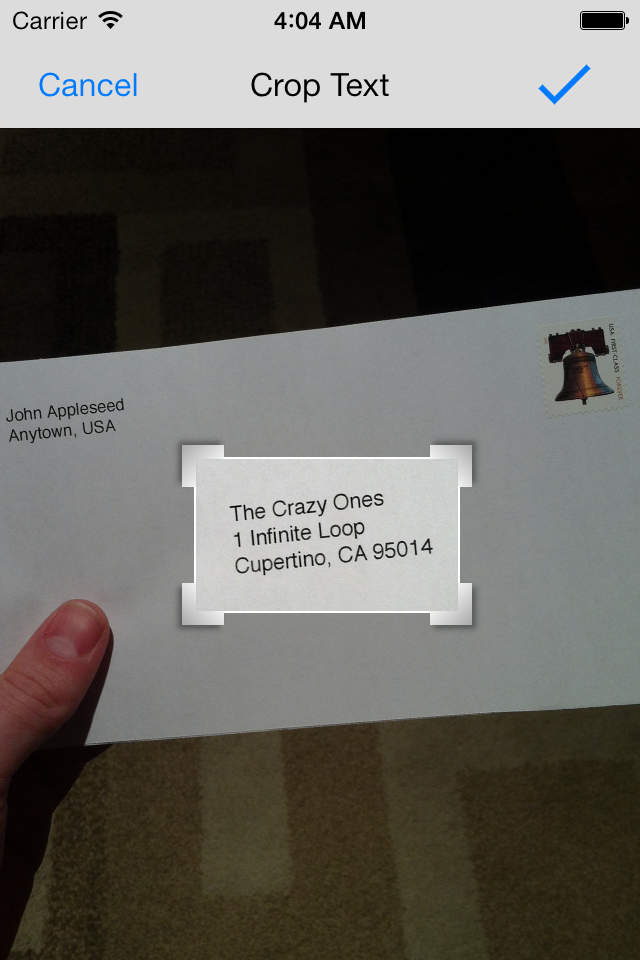 Carrier 4:04 AM
Cancel Crop Text
John Appleseed
Anytown, USA
USA FIRST-CLASS FOREVER
The Crazy Ones
1 Infinite Loop
Cupertino, CA 95014